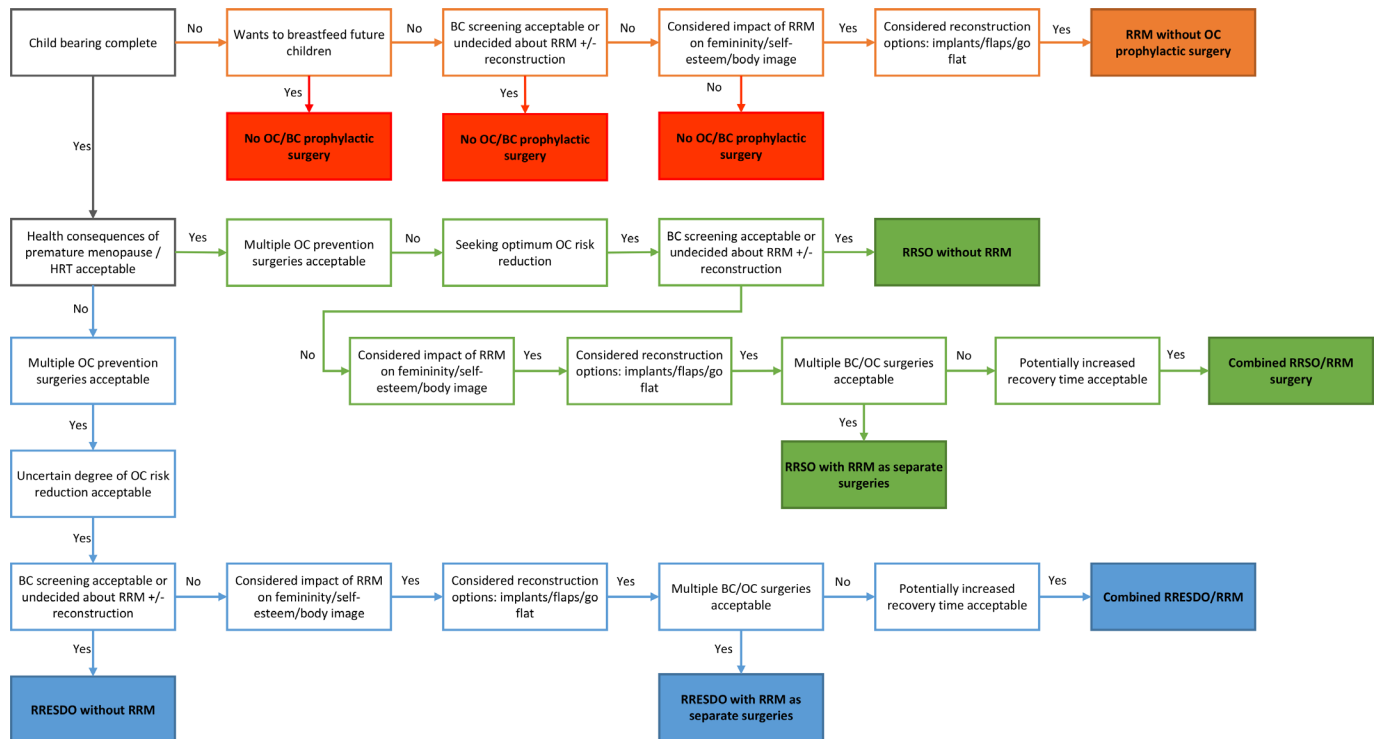 Child bearing complete
No
Wants to breastfeed future
children
No
BC screening acceptable or
undecided about RRM +/-
reconstruction
No
Considered impact of RRM
on femininity/self-
esteem/body image
Yes
Considered reconstruction
options: implants/flaps/go
flat
Yes
RRM without OC
prophylactic surgery
Yes
Yes
No
Yes
No OC/BC prophylactic
surgery
No OC/BC prophylactic
surgery
No OC/BC prophylactic
surgery
Health consequences of
premature menopause /
HRT acceptable
Yes
Multiple OC prevention
surgeries acceptable
No
Seeking optimum OC risk
reduction
Yes
BC screening acceptable or
undecided about RRM +/-
reconstruction
Yes
RRSO without RRM
No
Multiple OC prevention
surgeries acceptable
No
Considered impact of RRM
on femininity/self-
esteem/body image
Yes
Considered reconstruction
options: implants/flaps/go
flat
Yes
Multiple BC/OC surgeries
acceptable
No
Potentially increased
recovery time acceptable
Yes
Combined RRSO/RRM
surgery
Yes
Yes
RRSO with RRM as separate
surgeries
Uncertain degree of OC risk
reduction acceptable
Yes
BC screening acceptable or
undecided about RRM +/-
reconstruction
No
Considered impact of RRM
on femininity/self-
esteem/body image
Yes
Considered reconstruction
options: implants/flaps/go
flat
Yes
Multiple BC/OC surgeries
acceptable
No
Potentially increased
recovery time acceptable
Yes
Combined RRESDO/RRM
Yes
Yes
RRESDO without RRM
RRESDO with RRM as
separate surgeries